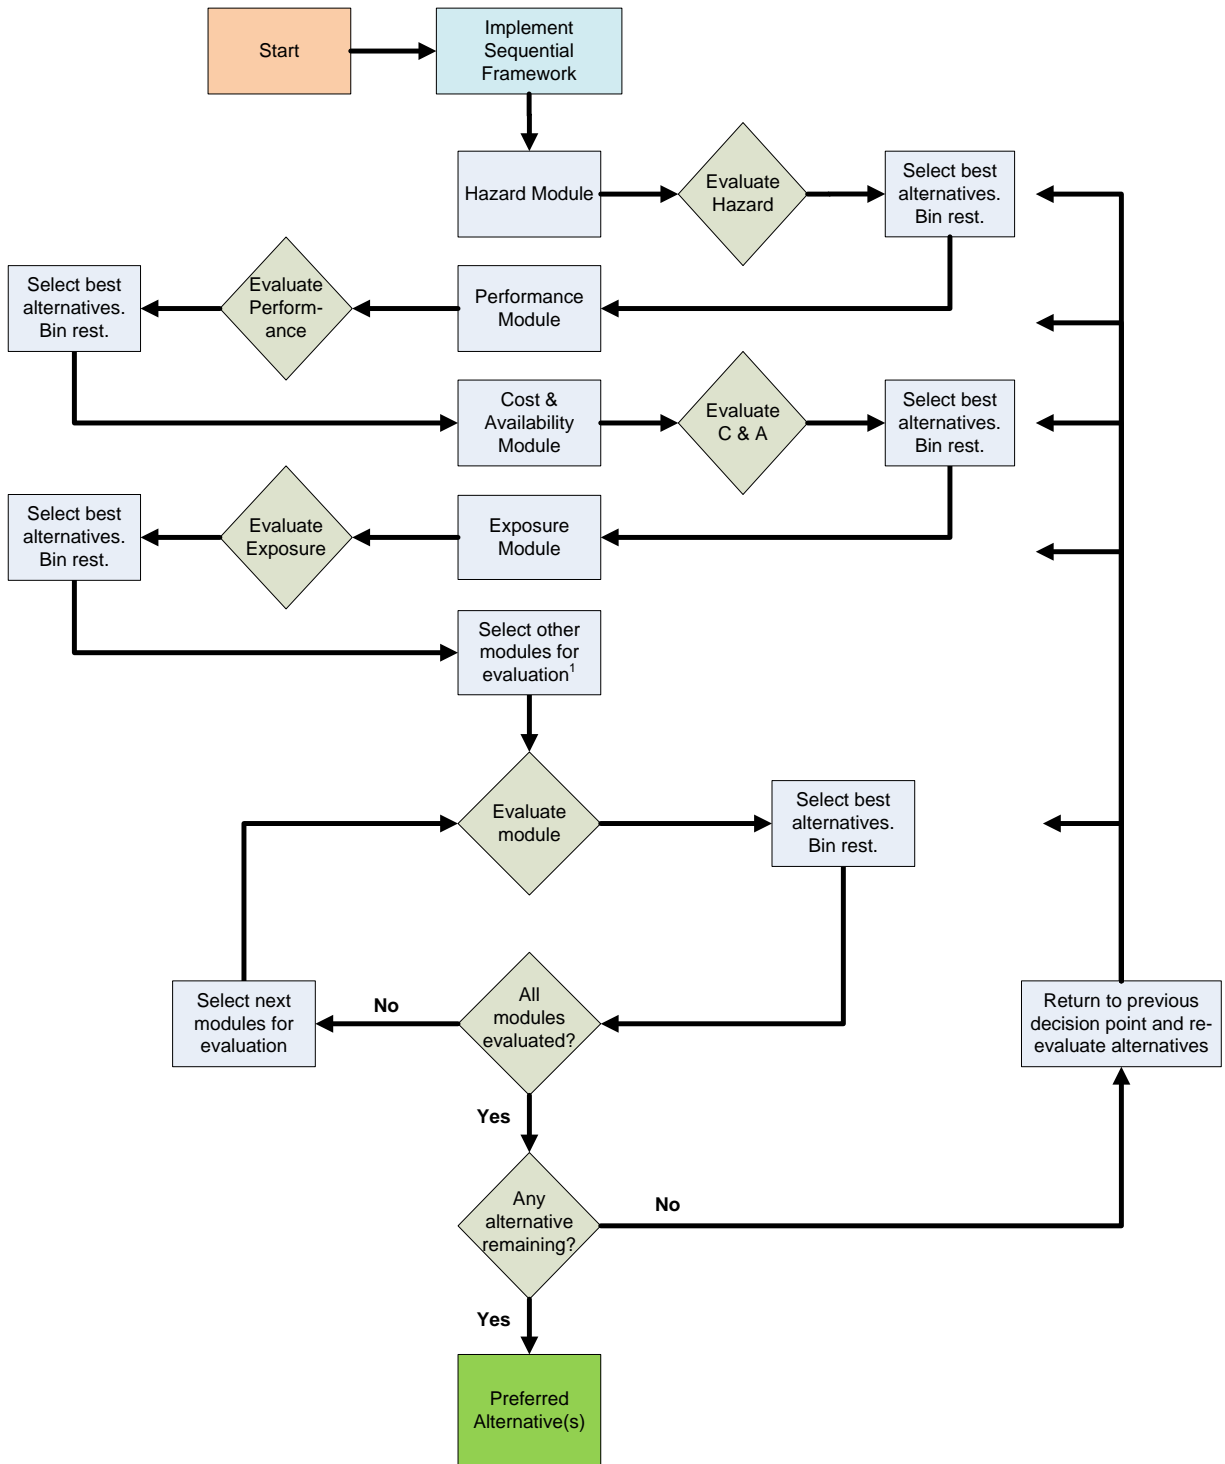 Start
Implement
Sequential
Framework
Hazard Module
Evaluate
Hazard
Select best
alternatives.
Bin rest.
Select best
alternatives.
Bin rest.
Evaluate
Perform-
ance
Performance
Module
Cost &
Availability
Module
Evaluate
C & A
Select best
alternatives.
Bin rest.
Select best
alternatives.
Bin rest.
Evaluate
Exposure
Exposure
Module
Select other
modules for
evaluation¹
Evaluate
module
Select best
alternatives.
Bin rest.
Select next
modules for
evaluation
No
All
modules
evaluated?
Return to previous
decision point and re-
evaluate alternatives
Yes
Any
alternative
remaining?
No
Yes
Preferred
Alternative(s)